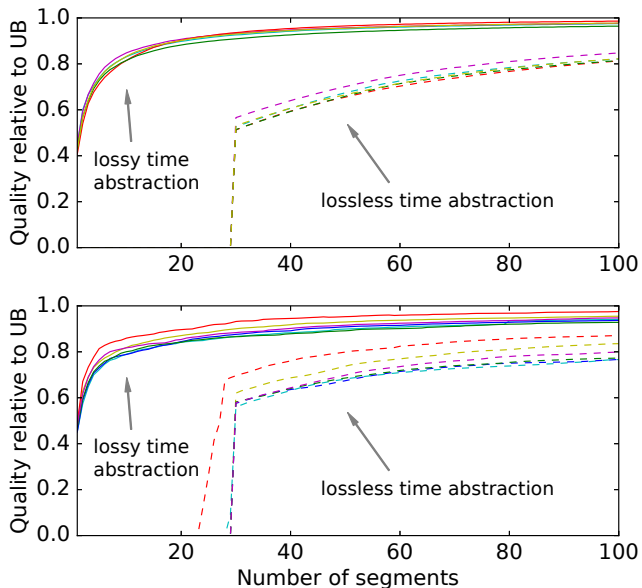 Quality relative to UB
1.0
0.8
0.6
0.4
0.2
0.0
lossy time
abstraction
lossless time abstraction
20
40
60
80
100
Quality relative to UB
1.0
0.8
0.6
0.4
0.2
0.0
lossy time
abstraction
lossless time abstraction
20
40
60
80
100
Number of segments